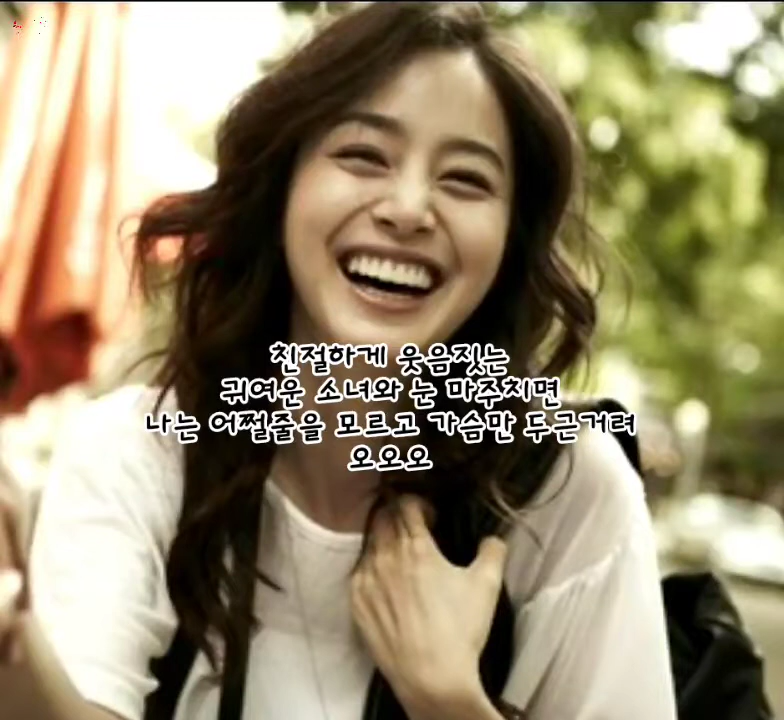 친절하게 웃음짓는
귀여운 소녀와 눈 마주치면
나는 어쩔줄을 모르고 가슴만 두근거려
오오오